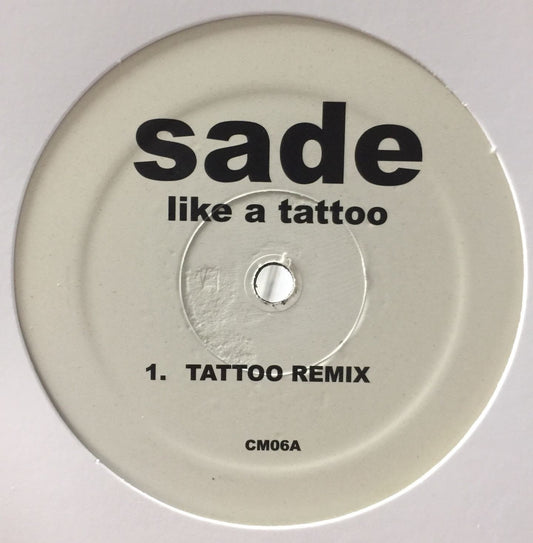 sade
like a tattoo
1. TATTOO REMIX
CM06A